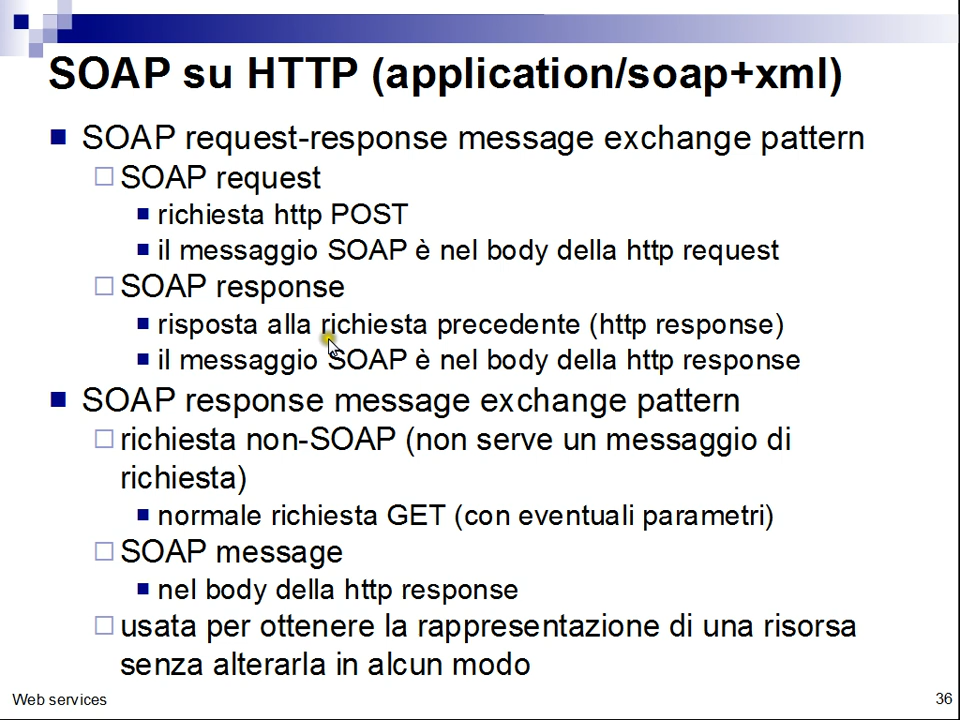 SOAP su HTTP (application/soap+xml)
SOAP request-response message exchange pattern
SOAP request
richiesta http POST
il messaggio SOAP è nel body della http request
SOAP response
risposta alla richiesta precedente (http response)
il messaggio SOAP è nel body della http response
SOAP response message exchange pattern
richiesta non-SOAP (non serve un messaggio di
richiesta)
normale richiesta GET (con eventuali parametri)
SOAP message
nel body della http response
usata per ottenere la rappresentazione di una risorsa
senza alterarla in alcun modo
Web services
36